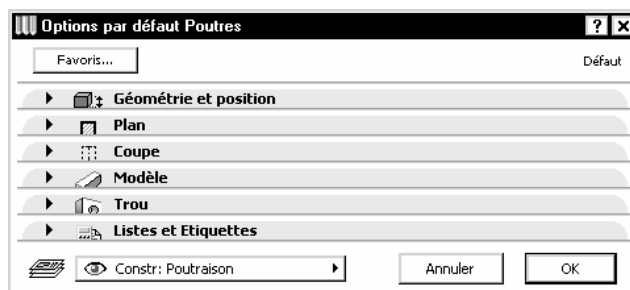 Options par défaut Poutres
Favoris...
Défaut
Géométrie et position
Plan
Coupe
Modèle
Trou
Listes et Etiquettes
Constr: Poutraison
Annuler
OK